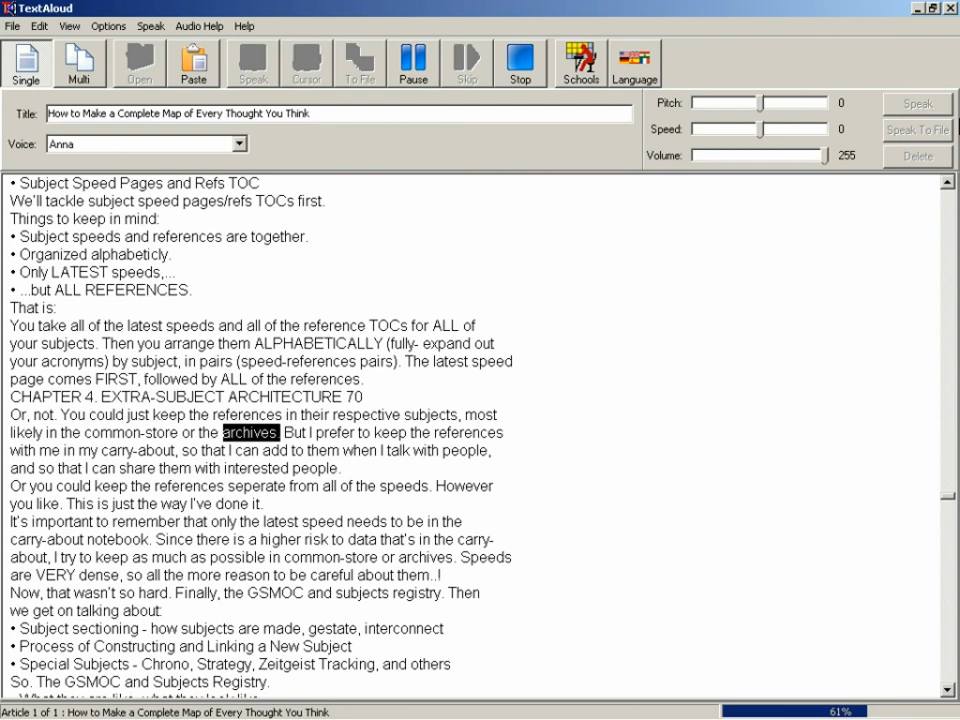 TextAloud
File Edit View Options Speak Audio Help Help
Single Multi Open Paste Speak Cursor To File Pause Skip Stop Schools Language
Title: How to Make a Complete Map of Every Thought You Think
Voice: Anna
Pitch: 0 Speak
Speed: 0 Speak To File
Volume: 255 Delete
• Subject Speed Pages and Refs TOC
We'll tackle subject speed pages/refs TOCs first.
Things to keep in mind:
• Subject speeds and references are together.
• Organized alphabeticly.
• Only LATEST speeds,...
• ...but ALL REFERENCES.
That is:
You take all of the latest speeds and all of the reference TOCs for ALL of
your subjects. Then you arrange them ALPHABETICALLY (fully- expand out
your acronyms) by subject, in pairs (speed-references pairs). The latest speed
page comes FIRST, followed by ALL of the references.
CHAPTER 4. EXTRA-SUBJECT ARCHITECTURE 70
Or, not. You could just keep the references in their respective subjects, most
likely in the common-store or the archives. But I prefer to keep the references
with me in my carry-about, so that I can add to them when I talk with people,
and so that I can share them with interested people.
Or you could keep the references seperate from all of the speeds. However
you like. This is just the way I've done it.
It's important to remember that only the latest speed needs to be in the
carry-about notebook. Since there is a higher risk to data that's in the carry-
about, I try to keep as much as possible in common-store or archives. Speeds
are VERY dense, so all the more reason to be careful about them..!
Now, that wasn't so hard. Finally, the GSMOC and subjects registry. Then
we get on talking about:
• Subject sectioning - how subjects are made, gestate, interconnect
• Process of Constructing and Linking a New Subject
• Special Subjects - Chrono, Strategy, Zeitgeist Tracking, and others
So. The GSMOC and Subjects Registry.
Article 1 of 1 : How to Make a Complete Map of Every Thought You Think 61%